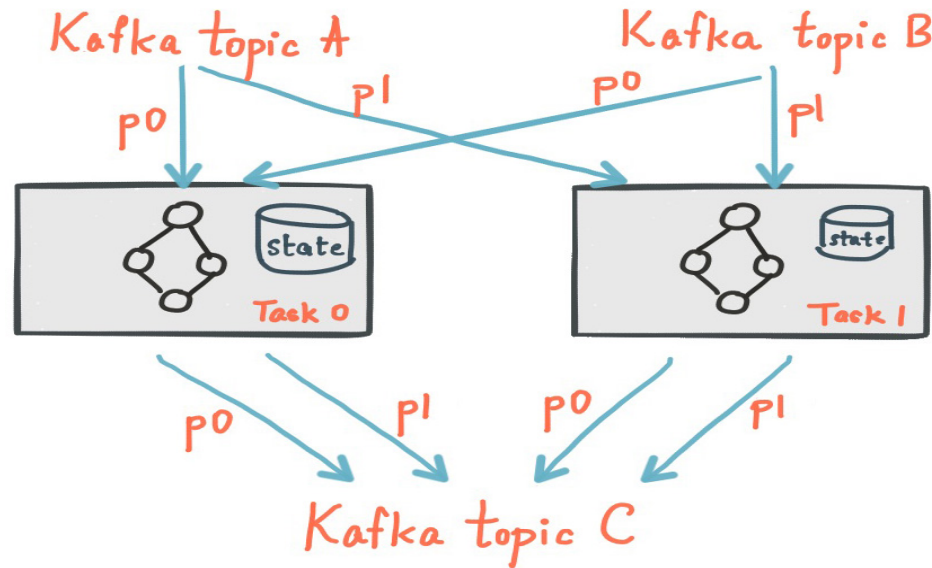 Kafka topic A
Kafka topic B
p0
p1
p0
p1
state
Task 0
state
Task 1
p0
p1
p0
p1
Kafka topic C